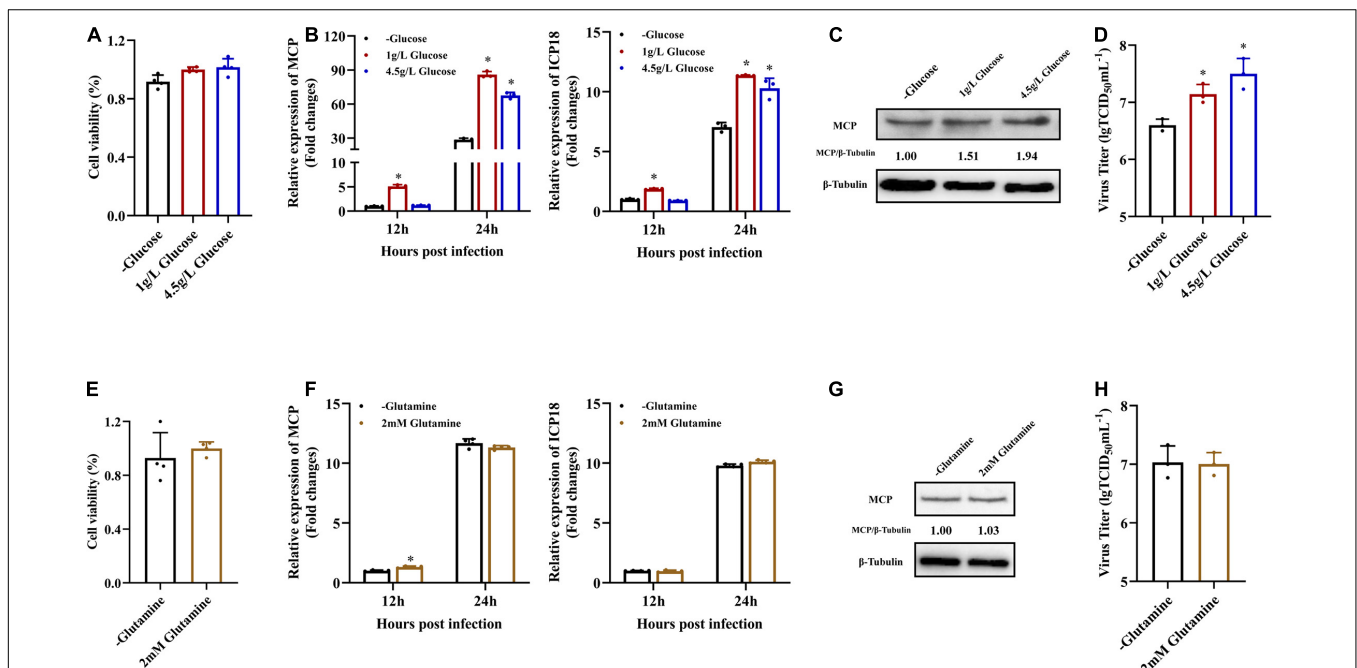 A
Cell viability (%)
1.2
0.8
0.4
0.0
-Glucose
1g/L Glucose
4.5g/L Glucose
B
Relative expression of MCP
(Fold changes)
120
90
60
30
10
5
0
-Glucose
1g/L Glucose
4.5g/L Glucose
*
*
*
12h
24h
Hours post infection
Relative expression of ICP18
(Fold changes)
15
10
5
0
-Glucose
1g/L Glucose
4.5g/L Glucose
*
*
*
12h
24h
Hours post infection
C
-Glucose
1g/L Glucose
4.5g/L Glucose
MCP
MCP/β-Tubulin 1.00 1.51 1.94
β-Tubulin
D
Virus Titer (lgTCID50mL-1)
8
7
6
5
*
*
-Glucose
1g/L Glucose
4.5g/L Glucose
E
Cell viability (%)
1.2
0.8
0.4
0.0
-Glutamine
2mM Glutamine
F
Relative expression of MCP
(Fold changes)
15
10
5
0
-Glutamine
2mM Glutamine
*
12h
24h
Hours post infection
Relative expression of ICP18
(Fold changes)
15
10
5
0
-Glutamine
2mM Glutamine
12h
24h
Hours post infection
G
-Glutamine
2mM Glutamine
MCP
MCP/β-Tubulin 1.00 1.03
β-Tubulin
H
Virus Titer (lgTCID50mL-1)
8
7
6
5
-Glutamine
2mM Glutamine